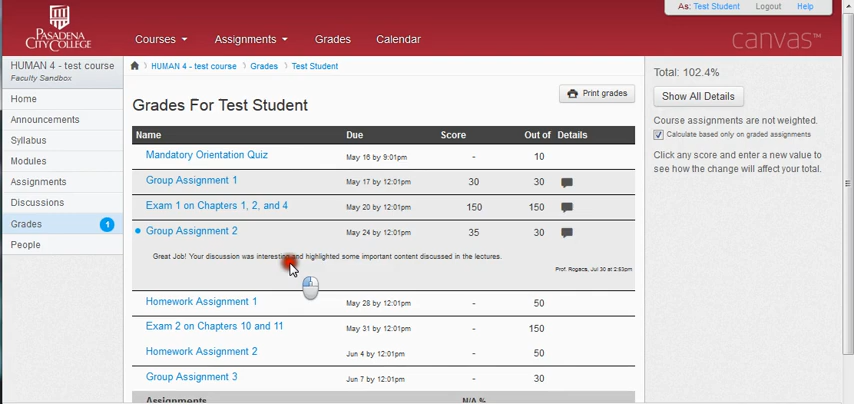 As: Test Student Logout Help
PASADENA
CITY COLLEGE
Courses Assignments Grades Calendar
canvas™
HUMAN 4 - test course
Faculty Sandbox
Home
Announcements
Syllabus
Modules
Assignments
Discussions
Grades 1
People
HUMAN 4 - test course Grades Test Student
Grades For Test Student
Print grades
Name Due Score Out of Details
Mandatory Orientation Quiz May 16 by 9:01pm - 10
Group Assignment 1 May 17 by 12:01pm 30 30
Exam 1 on Chapters 1, 2, and 4 May 20 by 12:01pm 150 150
Group Assignment 2 May 24 by 12:01pm 35 30
Great Job! Your discussion was interesting and highlighted some important content discussed in the lectures.
Prof. Rogacs, Jul 30 at 2:53pm
Homework Assignment 1 May 28 by 12:01pm - 50
Exam 2 on Chapters 10 and 11 May 31 by 12:01pm - 150
Homework Assignment 2 Jun 4 by 12:01pm - 50
Group Assignment 3 Jun 7 by 12:01pm - 30
Assignments N/A %
Total: 102.4%
Show All Details
Course assignments are not weighted.
Calculate based only on graded assignments
Click any score and enter a new value to
see how the change will affect your total.